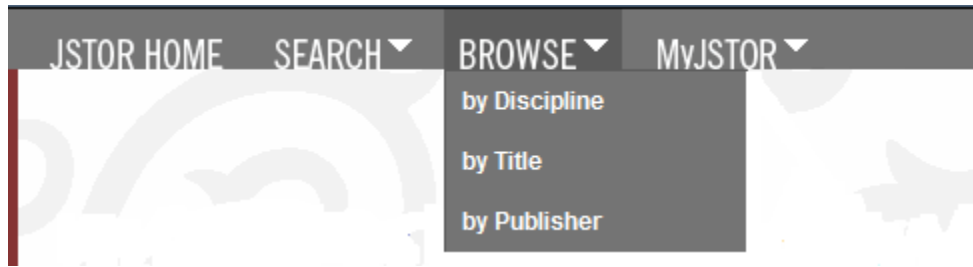 JSTOR HOME SEARCH BROWSE MyJSTOR
by Discipline
by Title
by Publisher